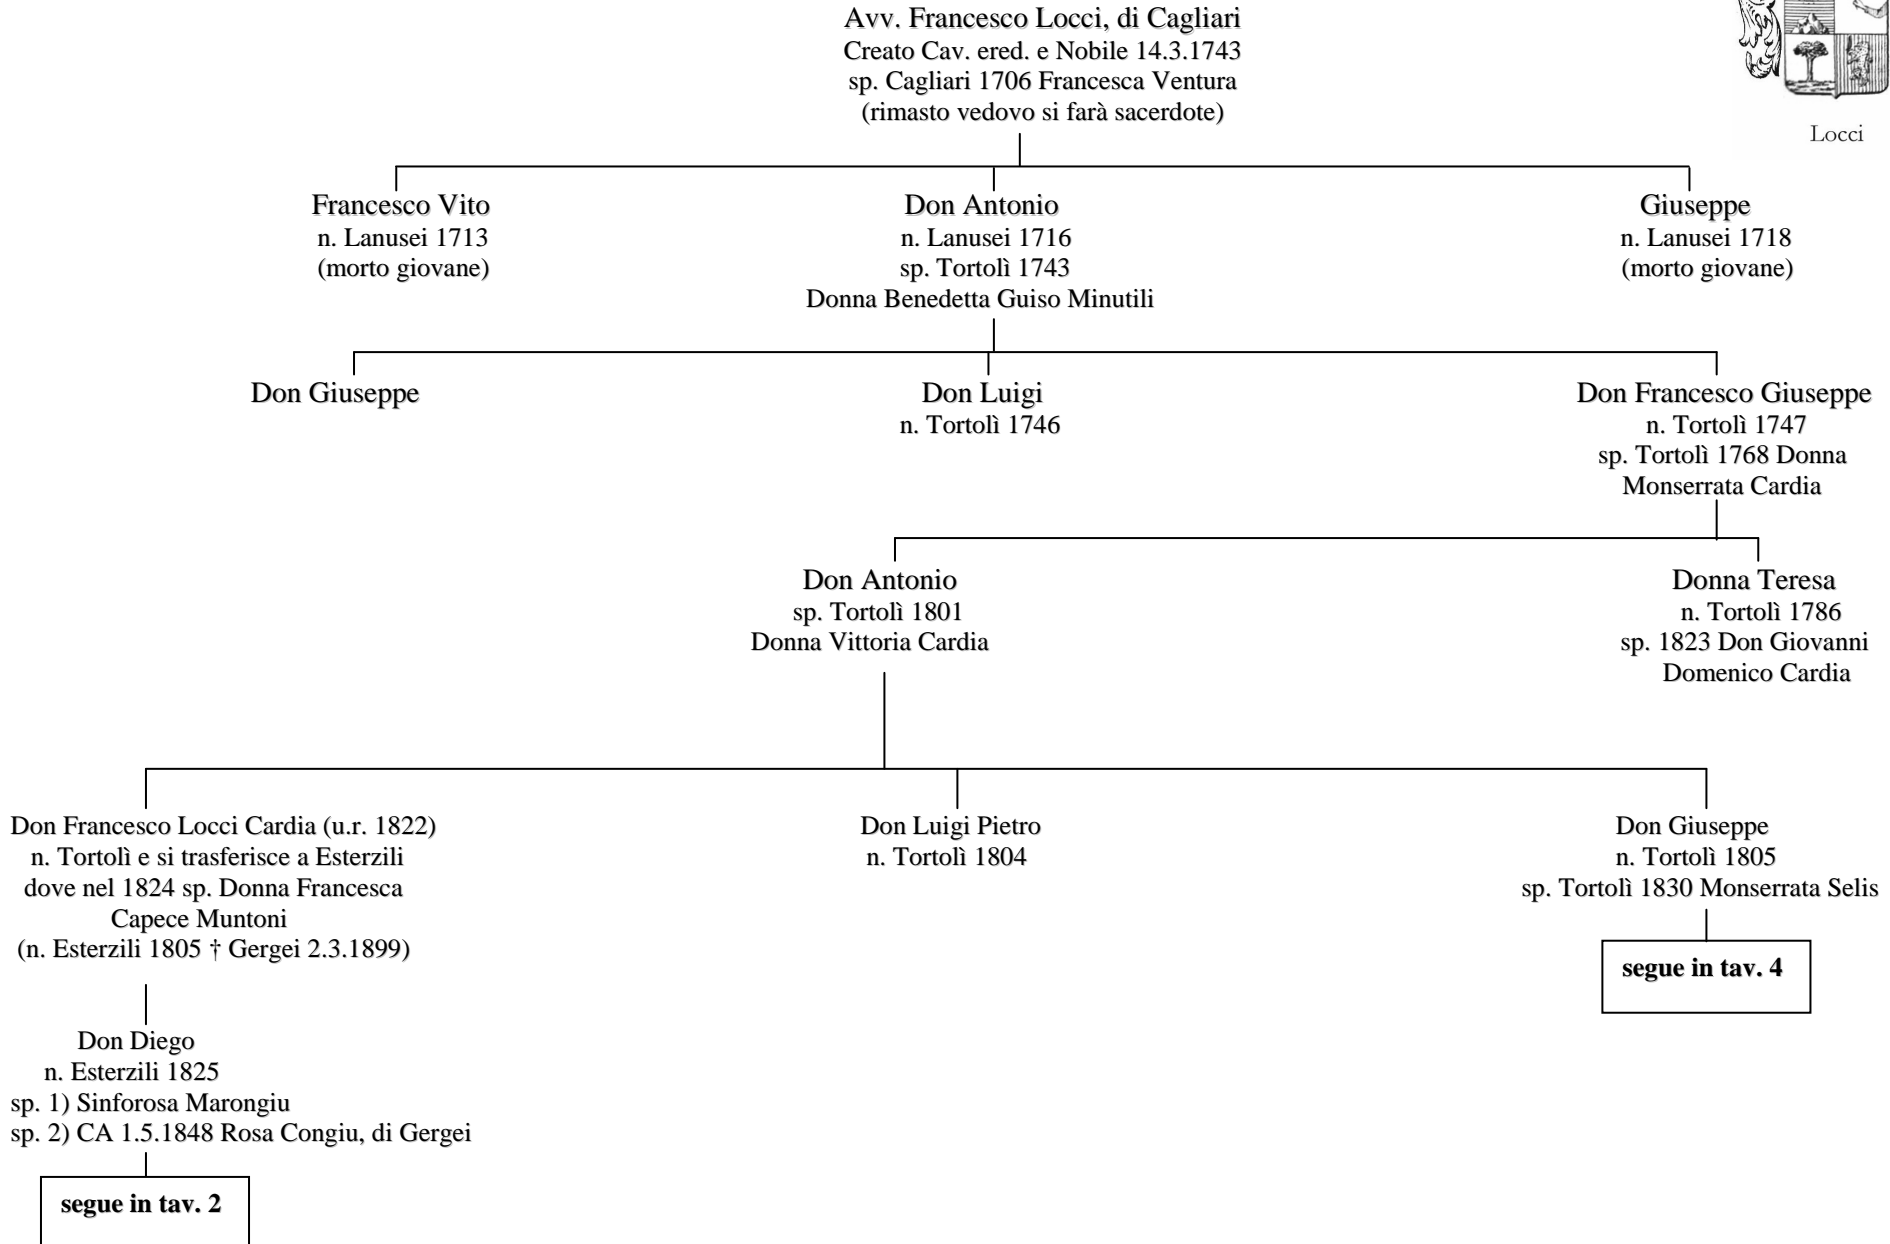 Avv. Francesco Locci, di Cagliari
Creato Cav. ered. e Nobile 14.3.1743
sp. Cagliari 1706 Francesca Ventura
(rimasto vedovo si farà sacerdote)
Locci
Francesco Vito
n. Lanusei 1713
(morto giovane)
Don Antonio
n. Lanusei 1716
sp. Tortolì 1743
Donna Benedetta Guiso Minutili
Giuseppe
n. Lanusei 1718
(morto giovane)
Don Giuseppe
Don Luigi
n. Tortolì 1746
Don Francesco Giuseppe
n. Tortolì 1747
sp. Tortolì 1768 Donna
Monserrata Cardia
Don Antonio
sp. Tortolì 1801
Donna Vittoria Cardia
Donna Teresa
n. Tortolì 1786
sp. 1823 Don Giovanni
Domenico Cardia
Don Francesco Locci Cardia (u.r. 1822)
n. Tortolì e si trasferisce a Esterzili
dove nel 1824 sp. Donna Francesca
Capece Muntoni
(n. Esterzili 1805 † Gergei 2.3.1899)
Don Luigi Pietro
n. Tortolì 1804
Don Giuseppe
n. Tortolì 1805
sp. Tortolì 1830 Monserrata Selis
segue in tav. 4
Don Diego
n. Esterzili 1825
sp. 1) Sinforosa Marongiu
sp. 2) CA 1.5.1848 Rosa Congiu, di Gergei
segue in tav. 2